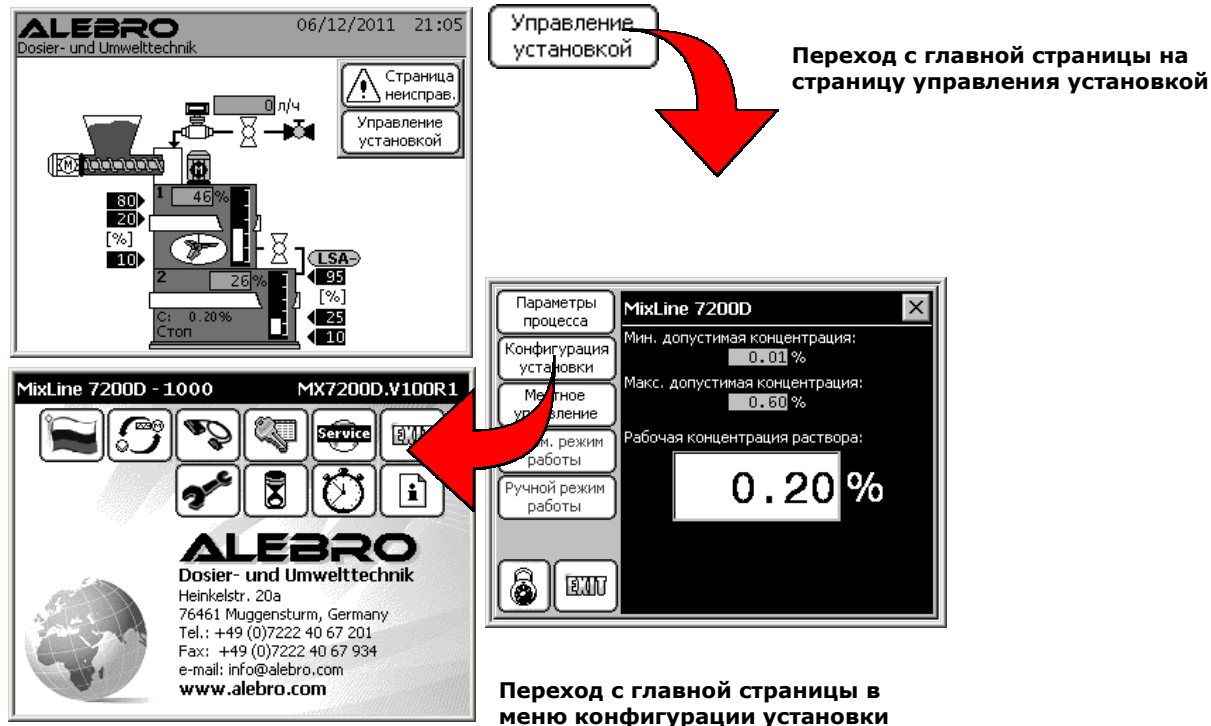 ALEBRO
Dosier- und Umwelttechnik
06/12/2011 21:05
Страница
неисправ.
0 л/ч
Управление
установкой
M
M
1
46 %
80
20
[%]
10
LSA-
2
26 %
95
[%]
25
10
C: 0.20%
Стоп
Управление
установкой
Переход с главной страницы на
страницу управления установкой
Параметры
процесса
Конфигурация
установки
Местное
управление
режим
работы
Ручной режим
работы
EXIT
MixLine 7200D
Мин. допустимая концентрация:
0.01 %
Макс. допустимая концентрация:
0.60 %
Рабочая концентрация раствора:
0.20 %
MixLine 7200D - 1000 MX7200D.V100R1
Service
EXIT
ALEBRO
Dosier- und Umwelttechnik
Heinkelstr. 20a
76461 Muggensturm, Germany
Tel.: +49 (0)7222 40 67 201
Fax: +49 (0)7222 40 67 934
e-mail: info@alebro.com
www.alebro.com
Переход с главной страницы в
меню конфигурации установки